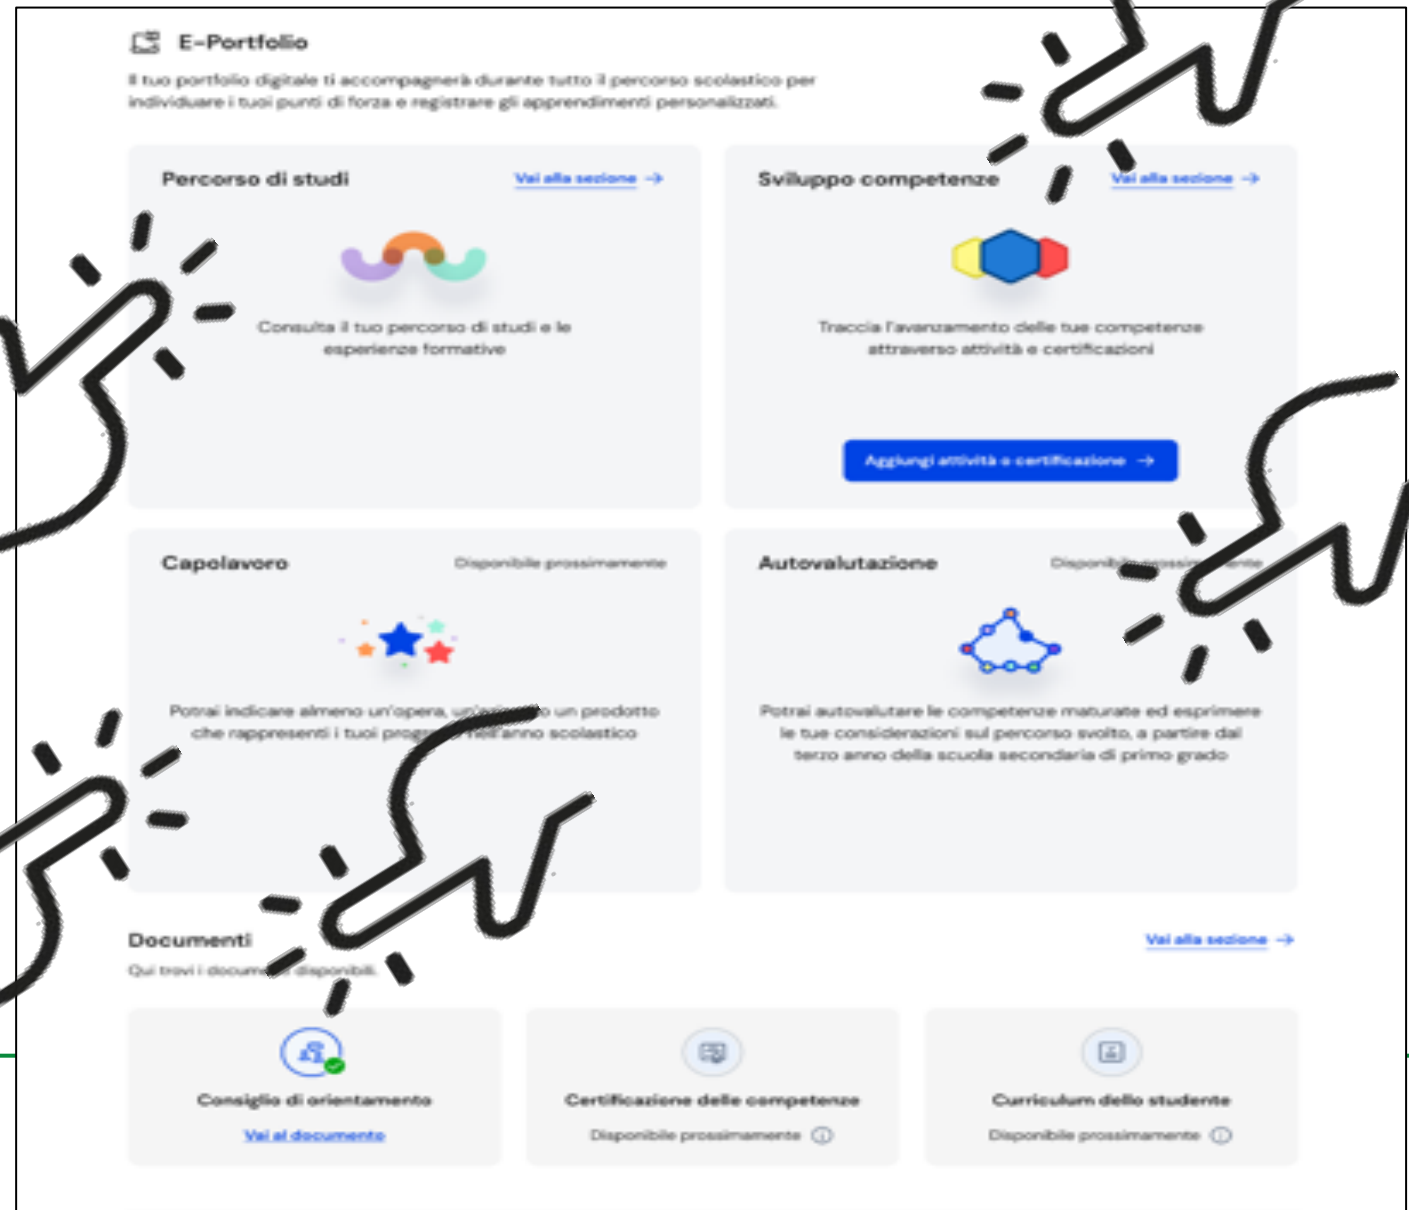 E-Portfolio
Il tuo portfolio digitale ti accompagnerà durante tutto il percorso scolastico per
individuare i tuoi punti di forza e registrare gli apprendimenti personalizzati.
Percorso di studi
Vai alla sezione
Consulta il tuo percorso di studi e le
esperienze formative
Sviluppo competenze
Vai alla sezione
Traccia l'avanzamento delle tue competenze
attraverso attività e certificazioni
Aggiungi attività o certificazione
Capolavoro
Disponibile prossimamente
Potrai indicare almeno un'opera, un prodotto
che rappresenti i tuoi nell'anno scolastico
Autovalutazione
Disponibile
Potrai autovalutare le competenze maturate ed esprimere
le tue considerazioni sul percorso svolto, a partire dal
terzo anno della scuola secondaria di primo grado
Documenti
Vai alla sezione
Qui trovi i disponibili.
Consiglio di orientamento
Vai al documento
Certificazione delle competenze
Disponibile prossimamente
Curriculum dello studente
Disponibile prossimamente